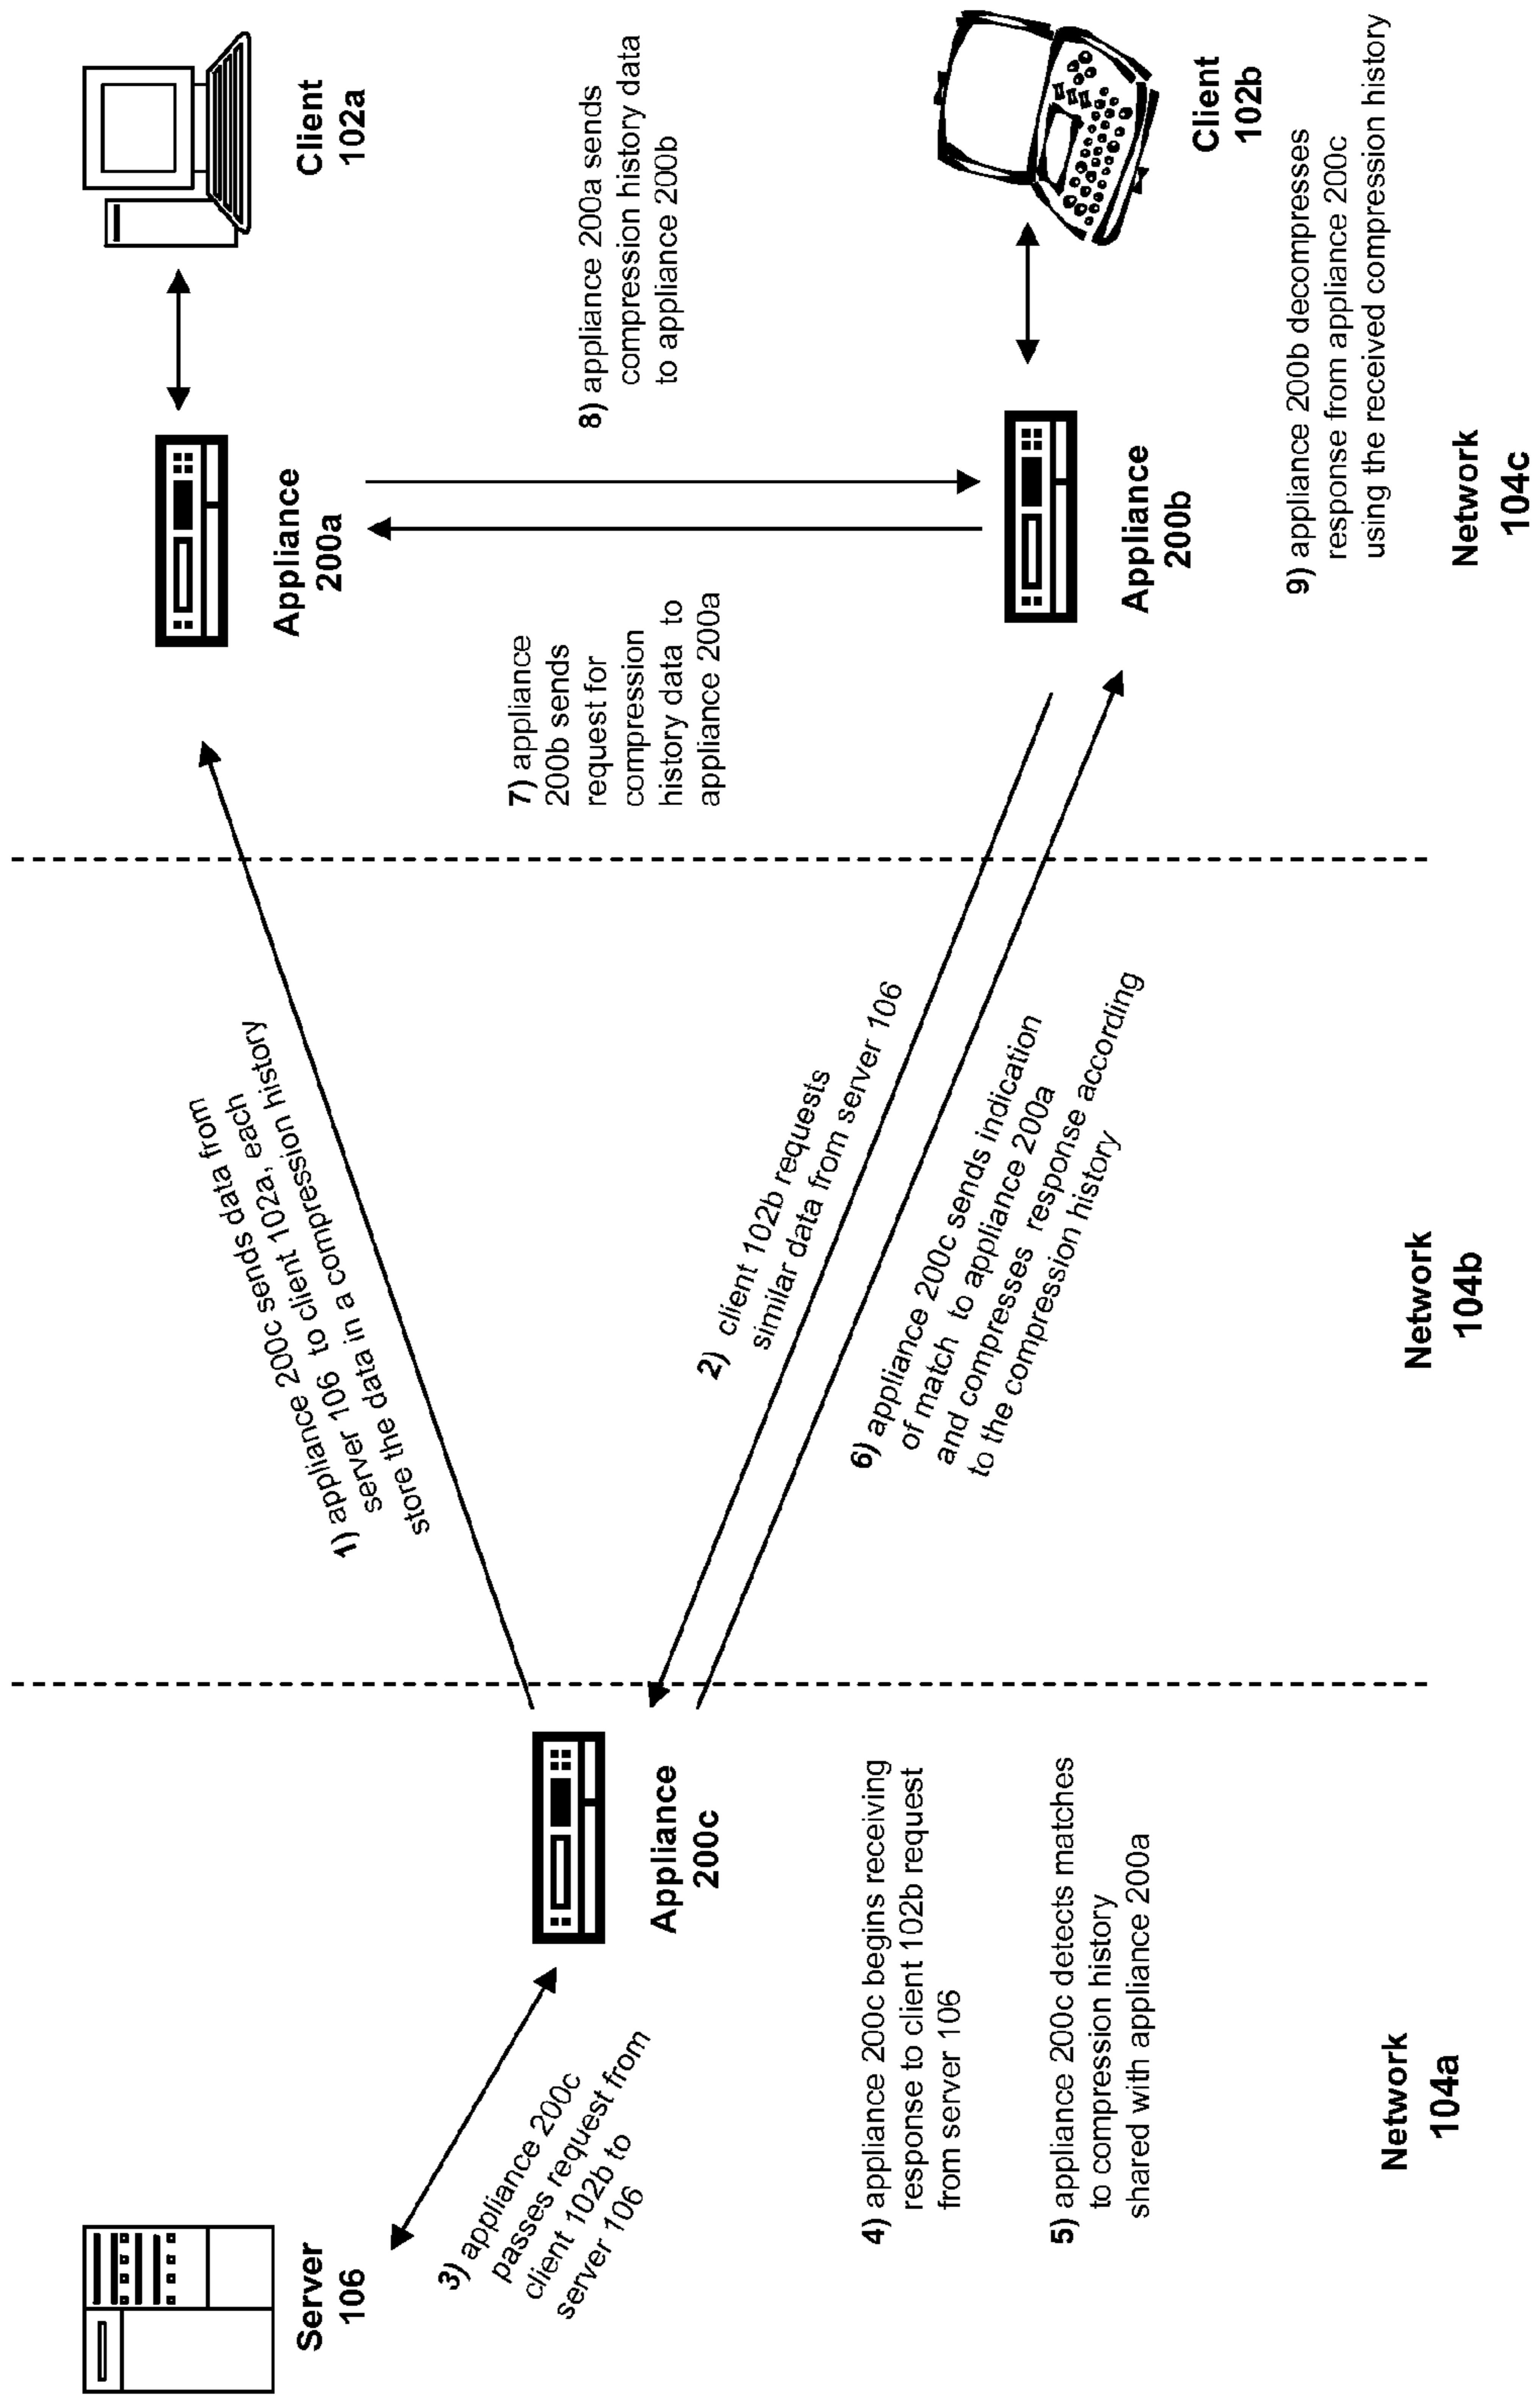 Server
106
3) appliance 200c
passes request from
client 102b to
server 106
Appliance
200c
4) appliance 200c begins receiving
response to client 102b request
from server 106
5) appliance 200c detects matches
to compression history
shared with appliance 200a
Network
104a
1) appliance 200c sends data from
server 106 to client 102a, each
store the data in a compression history
2) client 102b requests
similar data from server 106
6) appliance 200c sends indication
of match to appliance 200a
and compresses response according
to the compression history
Network
104b
Appliance
200a
Client
102a
7) appliance
200b sends
request for
compression
history data to
appliance 200a
8) appliance 200a sends
compression history data
to appliance 200b
Appliance
200b
Client
102b
9) appliance 200b decompresses
response from appliance 200c
using the received compression history
Network
104c